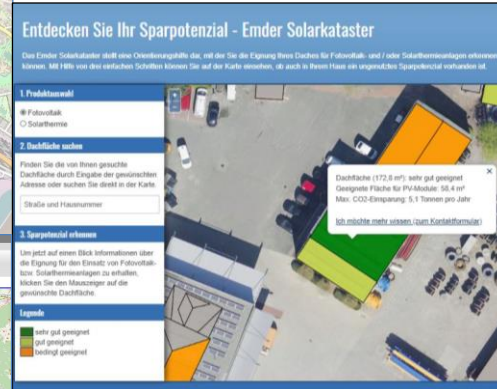 Entdecken Sie Ihr Sparpotenzial - Emder Solarkataster
Das Emder Solarkataster stellt eine Orientierungshilfe dar, mit der Sie die Eignung Ihres Daches für Fotovoltaik- und / oder Solarthermieanlagen erkennen
können. Mit Hilfe von drei einfachen Schritten können Sie auf der Karte einsehen, ob auch in Ihrem Haus ein ungenutztes Sparpotenzial vorhanden ist.
1. Produktauswahl
Fotovoltaik
Solarthermie
2. Dachfläche suchen
Finden Sie die von Ihnen gesuchte
Dachfläche durch Eingabe der gewünschten
Adresse oder suchen Sie direkt in der Karte.
Straße und Hausnummer
3. Sparpotenzial erkennen
Um jetzt auf einen Blick Informationen über
die Eignung für den Einsatz von Fotovoltaik-
bzw. Solarthermieanlagen zu erhalten,
klicken Sie den Mauszeiger auf die
gewünschte Dachfläche.
Legende
sehr gut geeignet
gut geeignet
bedingt geeignet
Dachfläche (172,8 m²): sehr gut geeignet
Geeignete Fläche für PV-Module: 58,4 m²
Max. CO2-Einsparung: 5,1 Tonnen pro Jahr
Ich möchte mehr wissen (zum Kontaktformular)